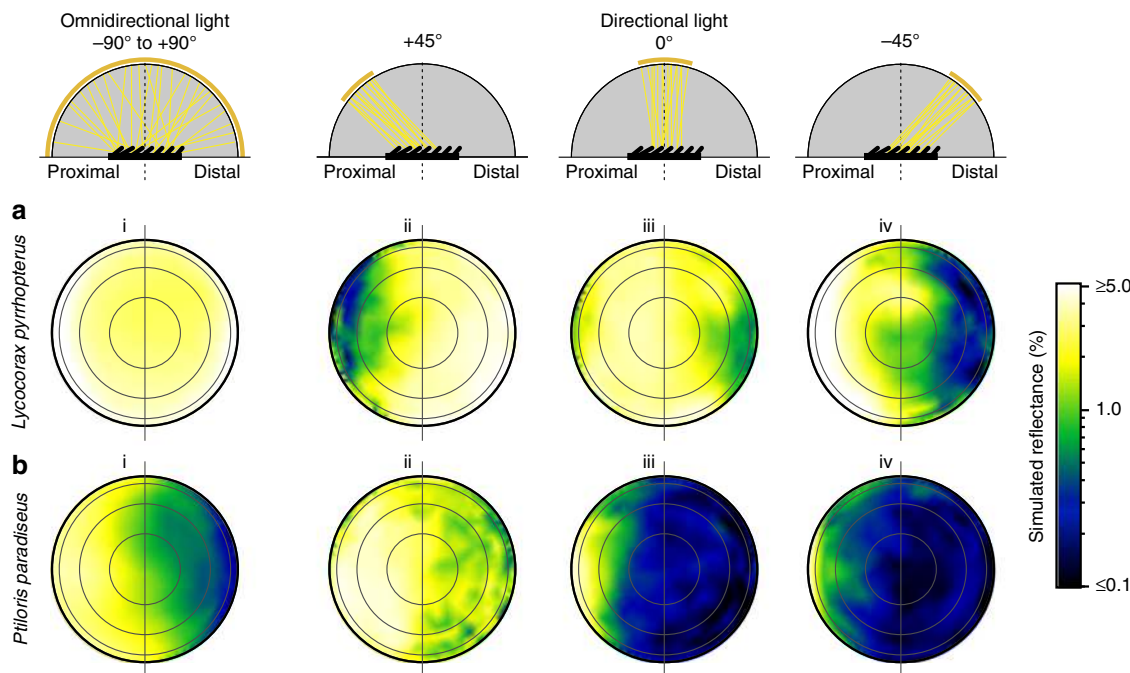 Omnidirectional light
–90° to +90°
+45°
Directional light
0°
–45°
Proximal Distal
Proximal Distal
Proximal Distal
Proximal Distal
a
i ii iii iv
Lycocorax pyrrhopterus
b
i ii iii iv
Ptiloris paradiseus
≥5.0
1.0
≤0.1
Simulated reflectance (%)